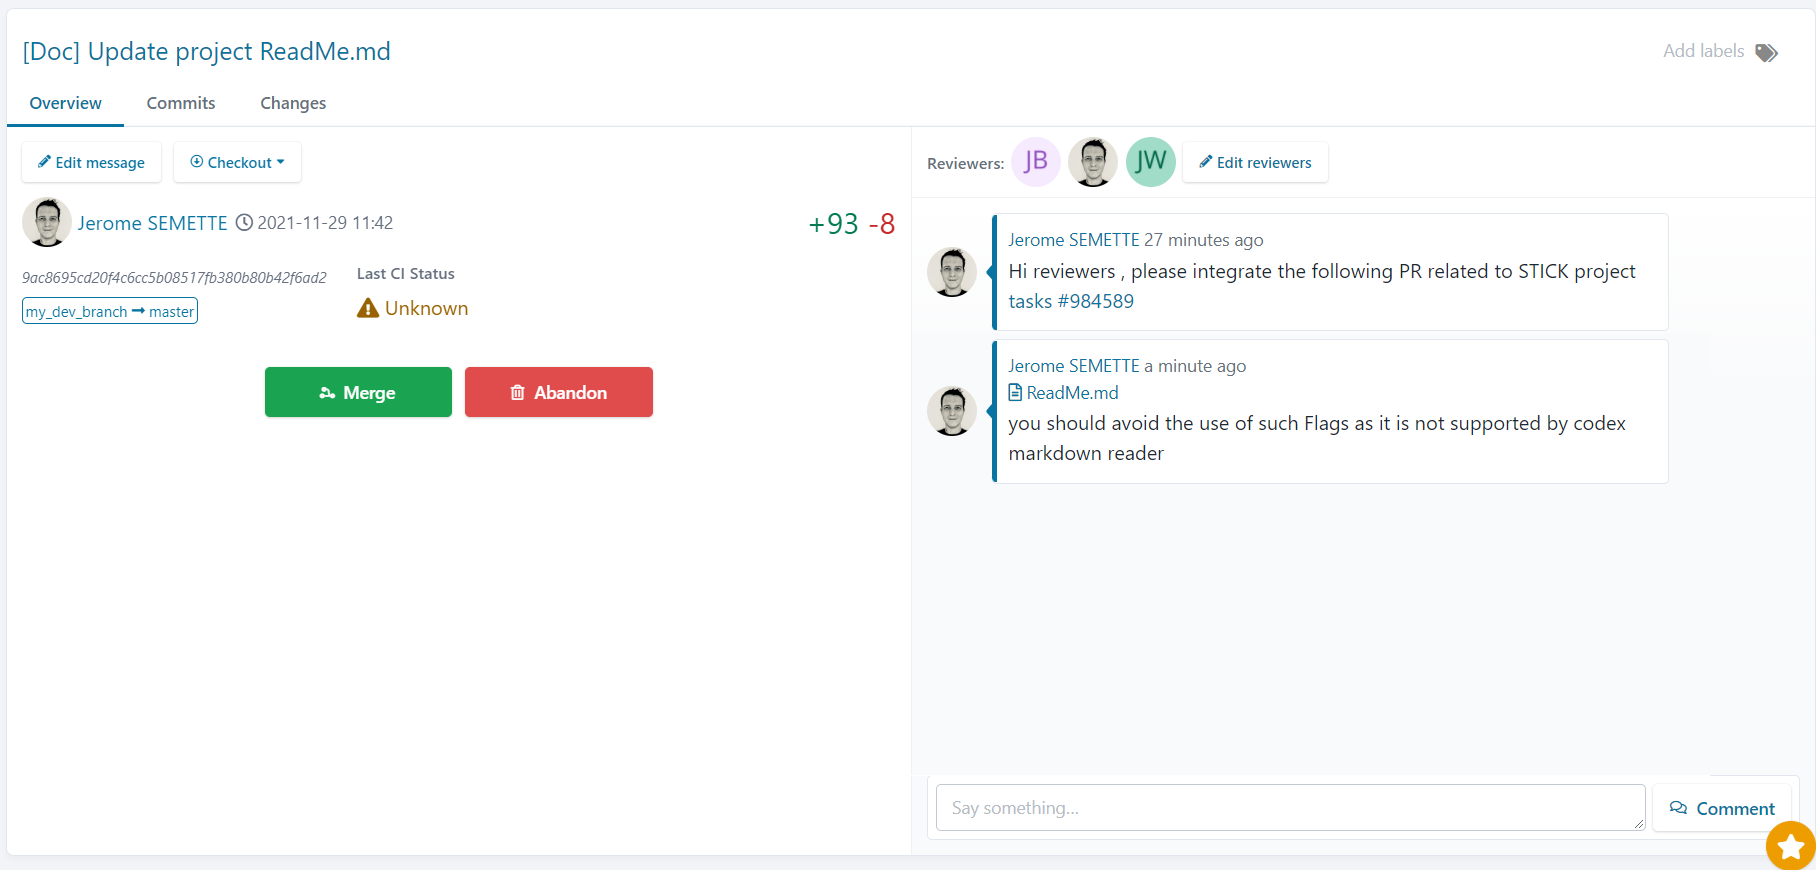 [Doc] Update project ReadMe.md
Add labels
Overview Commits Changes
Edit message Checkout
Reviewers: JB JW Edit reviewers
Jerome SEMETTE 2021-11-29 11:42
+93 -8
9ac8695cd20f4c6cc5b08517fb380b80b42f6ad2
my_dev_branch → master
Last CI Status
Unknown
Merge Abandon
Jerome SEMETTE 27 minutes ago
Hi reviewers , please integrate the following PR related to STICK project
tasks #984589
Jerome SEMETTE a minute ago
ReadMe.md
you should avoid the use of such Flags as it is not supported by codex
markdown reader
Say something...
Comment